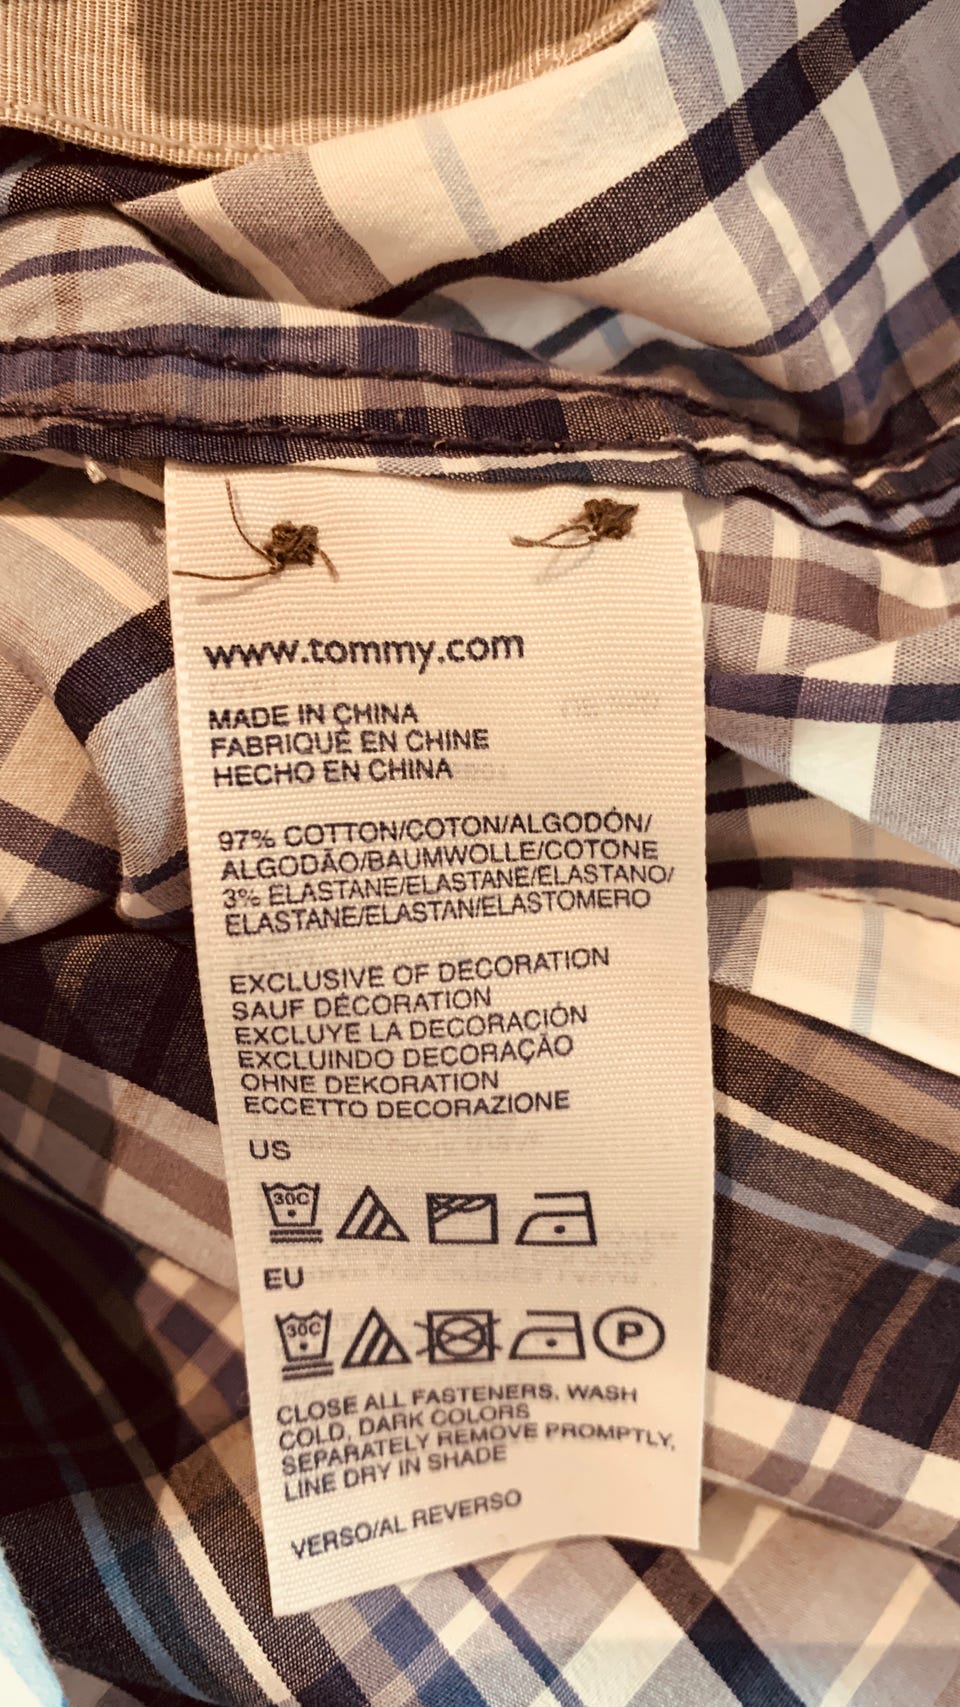 www.tommy.com
MADE IN CHINA
FABRIQUÉ EN CHINE
HECHO EN CHINA
97% COTTON/COTON/ALGODÓN/
ALGODÃO/BAUMWOLLE/COTONE
3% ELASTANE/ELASTANE/ELASTANO/
ELASTANE/ELASTAN/ELASTOMERO
EXCLUSIVE OF DECORATION
SAUF DÉCORATION
EXCLUYE LA DECORACIÓN
EXCLUINDO DECORAÇÃO
OHNE DEKORATION
ECCETTO DECORAZIONE
US
30C
EU
30C P
CLOSE ALL FASTENERS. WASH
COLD, DARK COLORS
SEPARATELY REMOVE PROMPTLY,
LINE DRY IN SHADE
VERSO/AL REVERSO